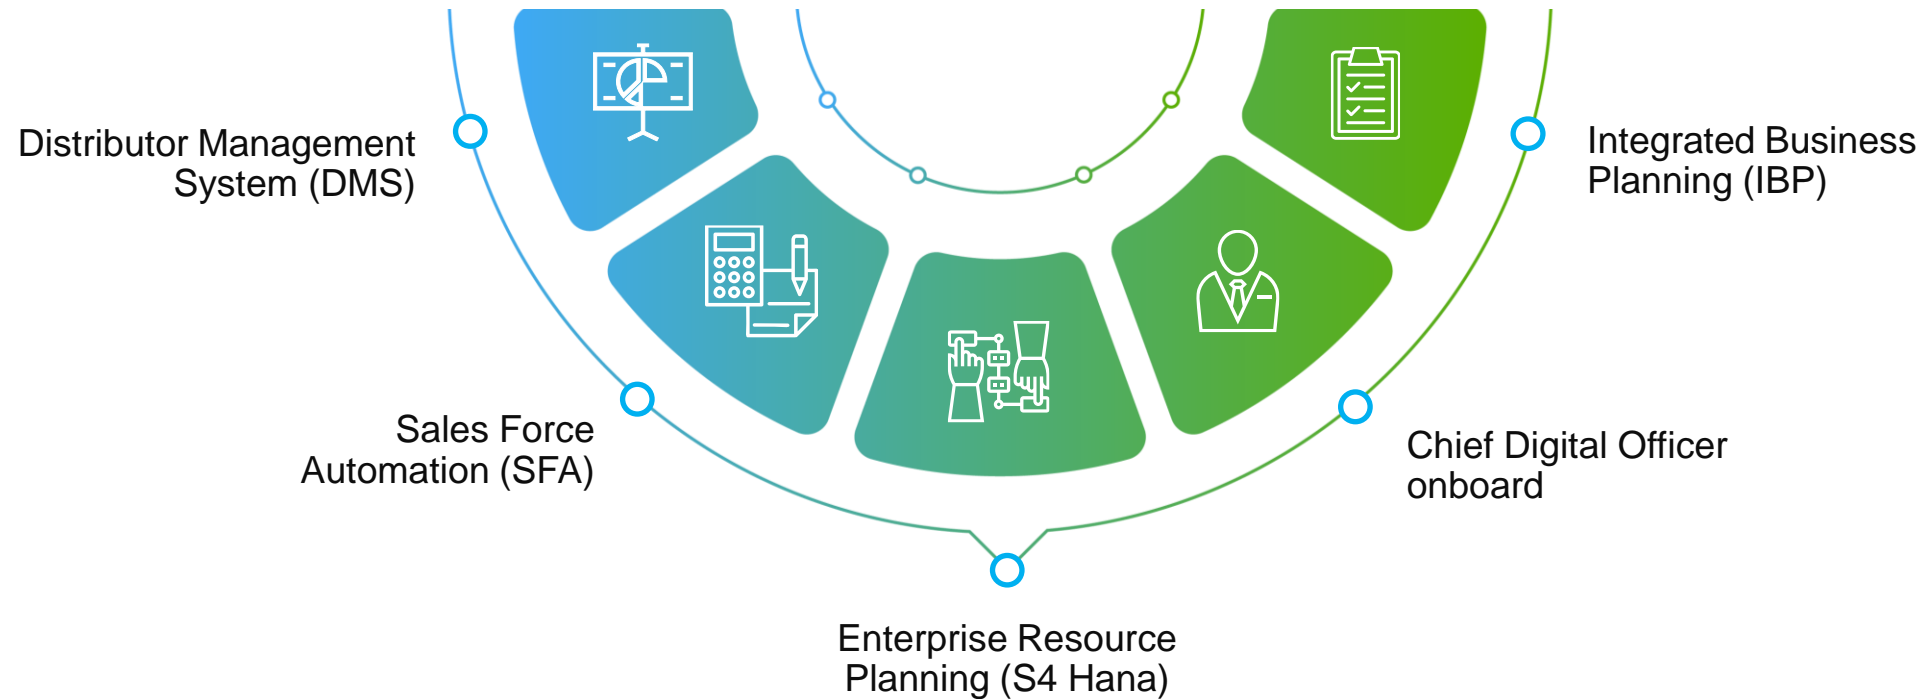 Distributor Management
System (DMS)
Sales Force
Automation (SFA)
Enterprise Resource
Planning (S4 Hana)
Chief Digital Officer
onboard
Integrated Business
Planning (IBP)